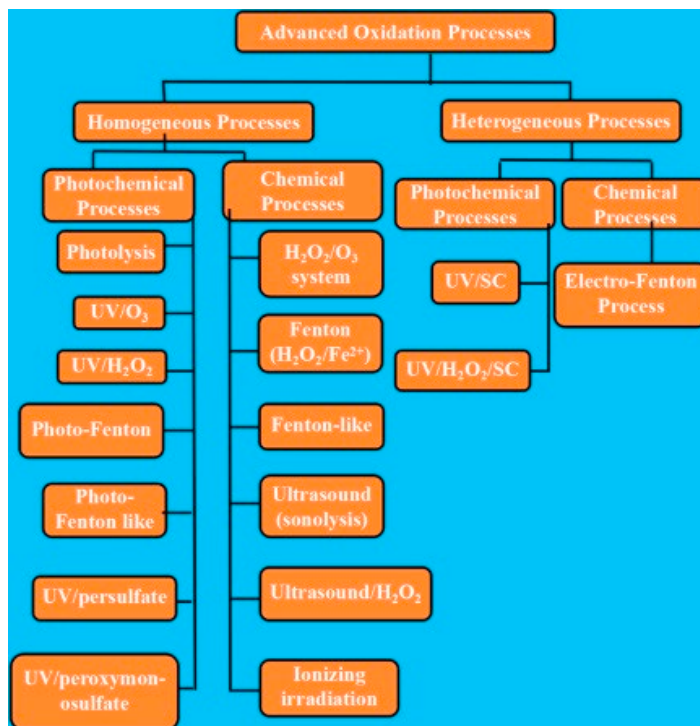 Advanced Oxidation Processes
Homogeneous Processes
Heterogeneous Processes
Photochemical
Processes
Chemical
Processes
Photochemical
Processes
Chemical
Processes
Photolysis
UV/O₃
UV/H₂O₂
Photo-Fenton
Photo-
Fenton like
UV/persulfate
UV/peroxymon-
osulfate
H₂O₂/O₃
system
Fenton
(H₂O₂/Fe²⁺)
Fenton-like
Ultrasound
(sonolysis)
Ultrasound/H₂O₂
Ionizing
irradiation
UV/SC
UV/H₂O₂/SC
Electro-Fenton
Process